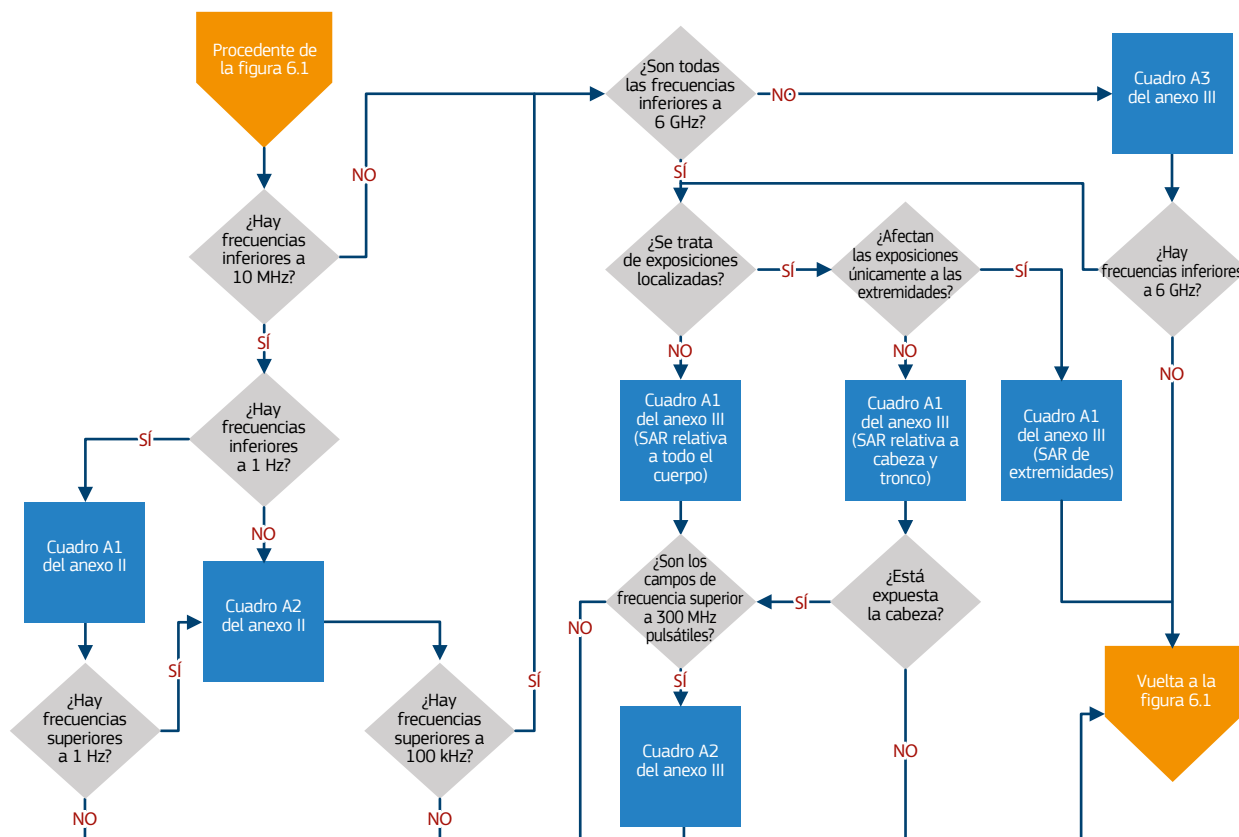 Procedente de
la figura 6.1
¿Hay
frecuencias
inferiores a
10 MHz?
NO
SÍ
¿Hay
frecuencias
inferiores
a 1 Hz?
SÍ
NO
Cuadro A1
del anexo II
Cuadro A2
del anexo II
¿Hay
frecuencias
superiores
a 1 Hz?
SÍ
NO
¿Hay
frecuencias
superiores a
100 kHz?
SÍ
NO
¿Son todas
las frecuencias
inferiores a
6 GHz?
NO
SÍ
Cuadro A3
del anexo III
¿Hay
frecuencias inferiores
a 6 GHz?
NO
¿Se trata
de exposiciones
localizadas?
SÍ
NO
¿Afectan
las exposiciones
únicamente a las
extremidades?
SÍ
NO
Cuadro A1
del anexo III
(SAR relativa
a todo el
cuerpo)
Cuadro A1
del anexo III
(SAR relativa a
cabeza y
tronco)
Cuadro A1
del anexo III
(SAR de
extremidades)
¿Son los
campos de
frecuencia superior
a 300 MHz
pulsátiles?
NO
SÍ
¿Está
expuesta
la cabeza?
SÍ
NO
Cuadro A2
del anexo III
Vuelta a la
figura 6.1